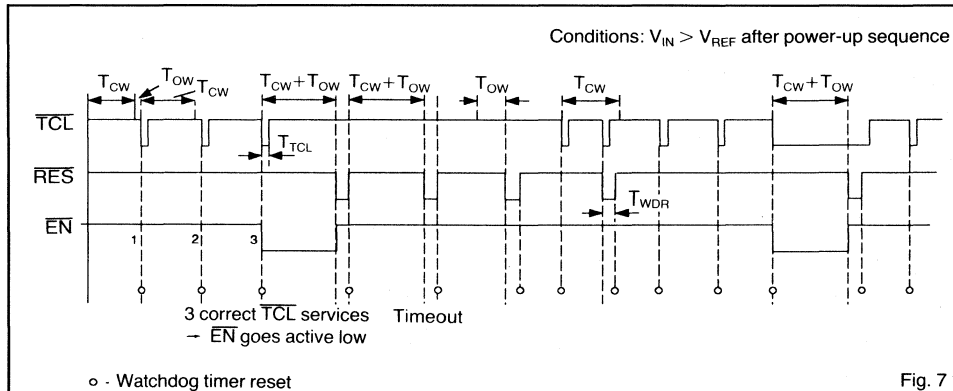 Conditions: V_IN > V_REF after power-up sequence
T_CW T_OW T_CW T_CW+T_OW T_CW+T_OW T_OW T_CW T_CW+T_OW
TCL
T_TCL
RES
T_WDR
EN
1 2 3
3 correct TCL services Timeout
→ EN goes active low
o - Watchdog timer reset
Fig. 7